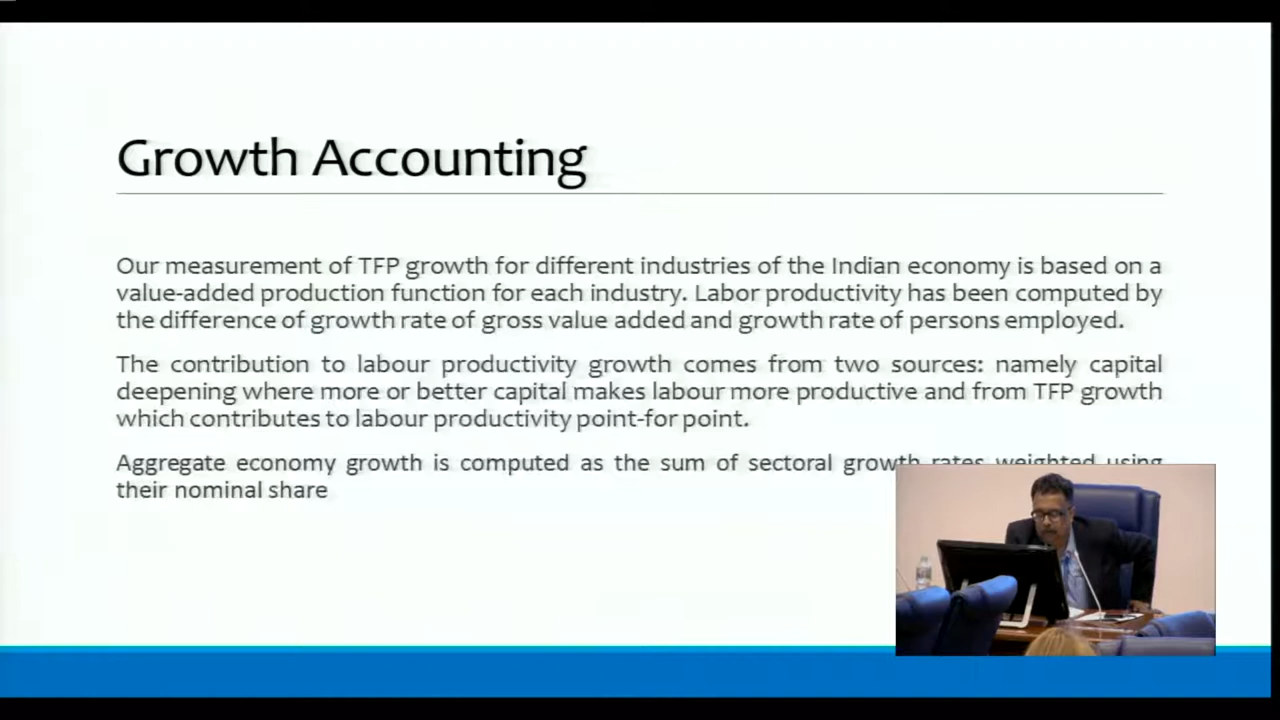 Growth Accounting
Our measurement of TFP growth for different industries of the Indian economy is based on a
value-added production function for each industry. Labor productivity has been computed by
the difference of growth rate of gross value added and growth rate of persons employed.
The contribution to labour productivity growth comes from two sources: namely capital
deepening where more or better capital makes labour more productive and from TFP growth
which contributes to labour productivity point-for point.
Aggregate economy growth is computed as the sum of sectoral growth rates weighted using
their nominal share